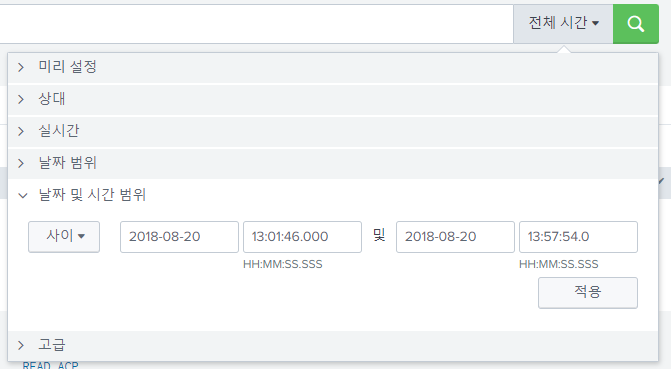 전체 시간
미리 설정
상대
실시간
날짜 범위
날짜 및 시간 범위
사이 2018-08-20 13:01:46.000 및 2018-08-20 13:57:54.0
HH:MM:SS.SSS HH:MM:SS.SSS
적용
고급
READ_ACP